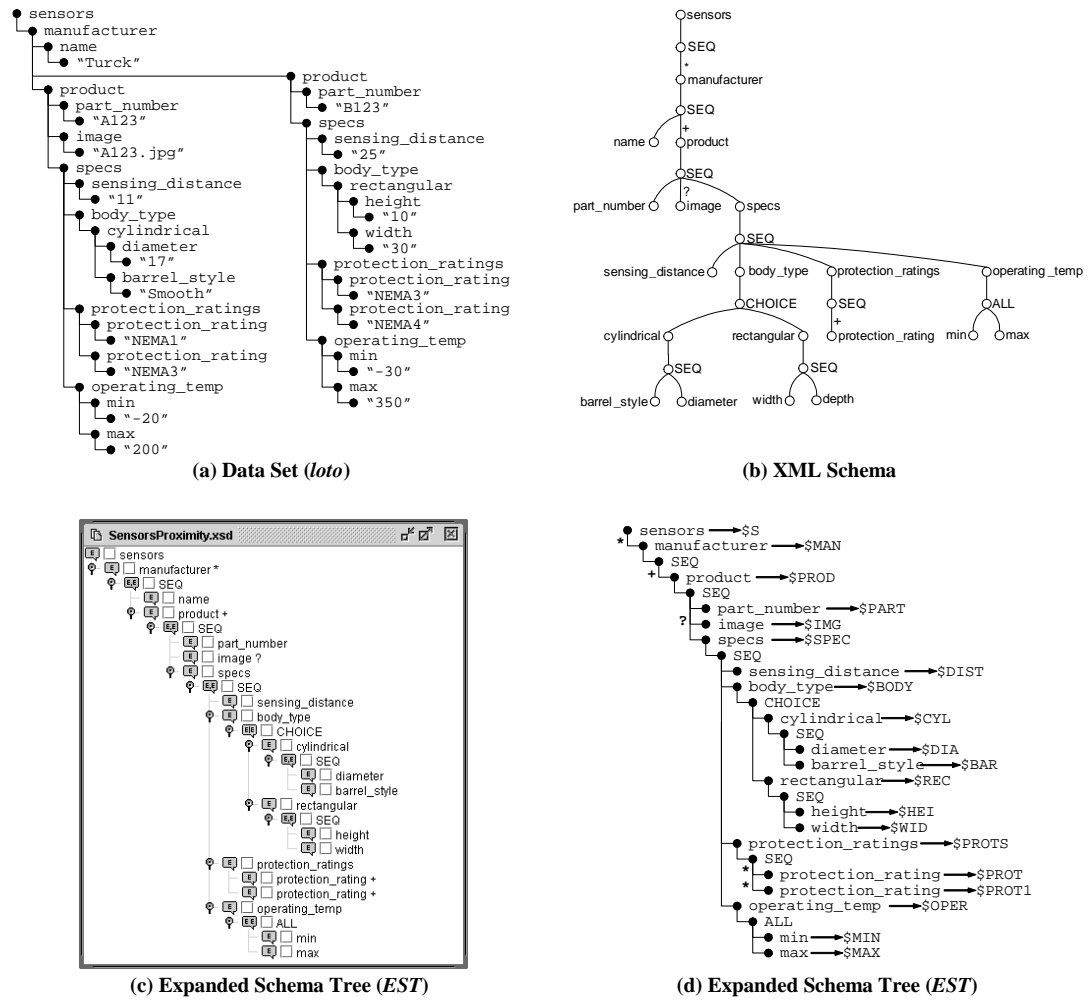 sensors
manufacturer
name
“Turck”
product
part_number
“A123”
image
“A123.jpg”
specs
sensing_distance
“11”
body_type
cylindrical
diameter
“17”
barrel_style
“Smooth”
protection_ratings
protection_rating
“NEMA1”
protection_rating
“NEMA3”
operating_temp
min
“-20”
max
“200”
product
part_number
“B123”
specs
sensing_distance
“25”
body_type
rectangular
height
“10”
width
“30”
protection_ratings
protection_rating
“NEMA3”
protection_rating
“NEMA4”
operating_temp
min
“-30”
max
“350”
(a) Data Set (loto)
sensors
SEQ
*
manufacturer
SEQ
+
name product
SEQ
?
part_number image specs
SEQ
sensing_distance body_type protection_ratings operating_temp
CHOICE SEQ ALL
+
cylindrical rectangular protection_rating min max
SEQ SEQ
barrel_style diameter width depth
(b) XML Schema
SensorsProximity.xsd
E sensors
E manufacturer *
E,E SEQ
E name
E product +
E,E SEQ
E part_number
E image ?
E specs
E,E SEQ
E sensing_distance
E body_type
E|E CHOICE
E cylindrical
E,E SEQ
E diameter
E barrel_style
E rectangular
E,E SEQ
E height
E width
E protection_ratings
E protection_rating +
E protection_rating +
E operating_temp
E|E ALL
E min
E max
(c) Expanded Schema Tree (EST)
sensors $S
* manufacturer $MAN
SEQ
+ product $PROD
SEQ
part_number $PART
? image $IMG
specs $SPEC
SEQ
sensing_distance $DIST
body_type $BODY
CHOICE
cylindrical $CYL
SEQ
diameter $DIA
barrel_style $BAR
rectangular $REC
SEQ
height $HEI
width $WID
protection_ratings $PROTS
SEQ
* protection_rating $PROT
* protection_rating $PROT1
operating_temp $OPER
ALL
min $MIN
max $MAX
(d) Expanded Schema Tree (EST)